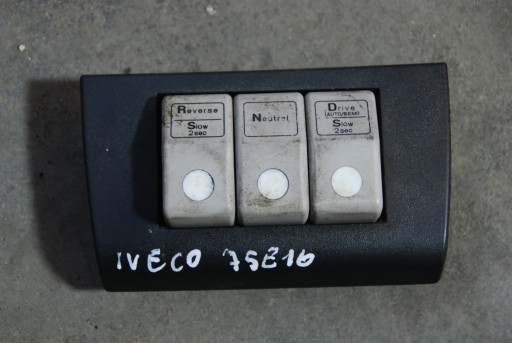 Reverse
Slow
2sec
Neutral
Drive
(AUTO/SEMI)
Slow
2sec
IVECO 75E16